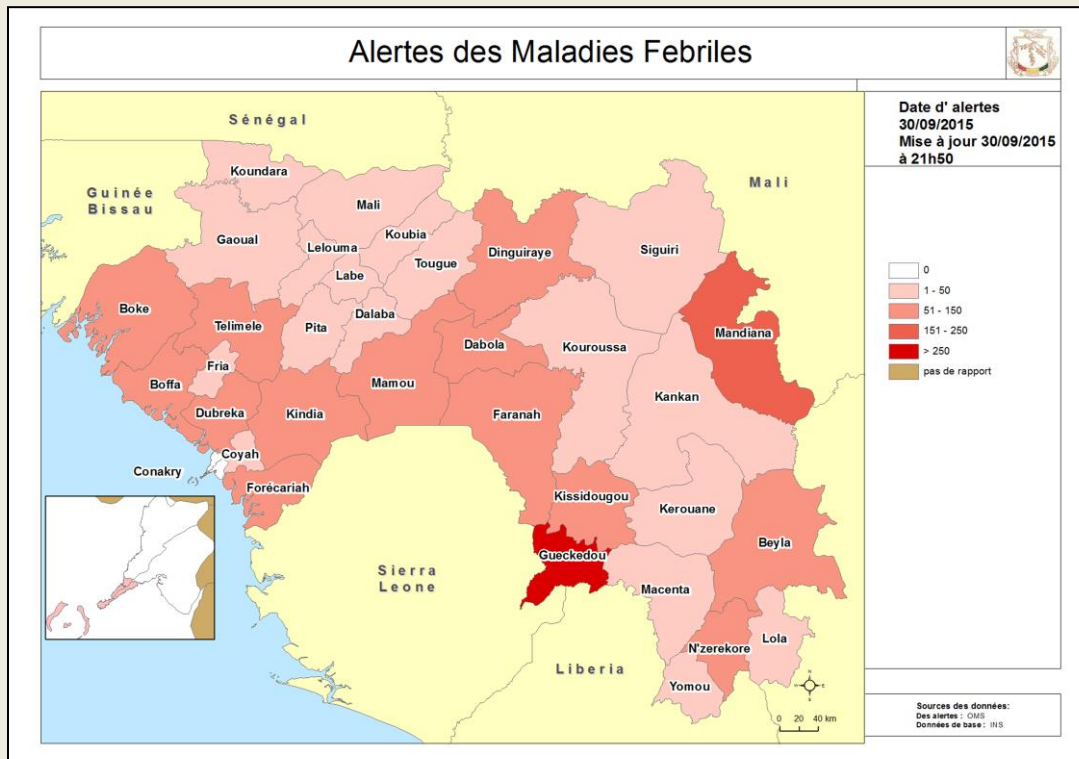 Alertes des Maladies Febriles
Date d' alertes
30/09/2015
Mise à jour 30/09/2015
à 21h50
Sénégal
Mali
Guinée
Bissau
Koundara
Mali
Gaoual
Koubia
Lelouma
Tougue
Labe
Dinguiraye
Siguiri
Boke
Telimele
Pita
Dalaba
Fria
Dabola
Kouroussa
Mandiana
Boffa
Mamou
Dubreka
Kindia
Faranah
Kankan
Coyah
Conakry
Forécariah
Kissidougou
Kerouane
Beyla
Gueckedou
Sierra
Leone
Macenta
Liberia
N'zerekore
Lola
Yomou
0
1 - 50
51 - 150
151 - 250
> 250
pas de rapport
0 20 40 km
Sources des données:
Des alertes : OMS
Données de base : INS